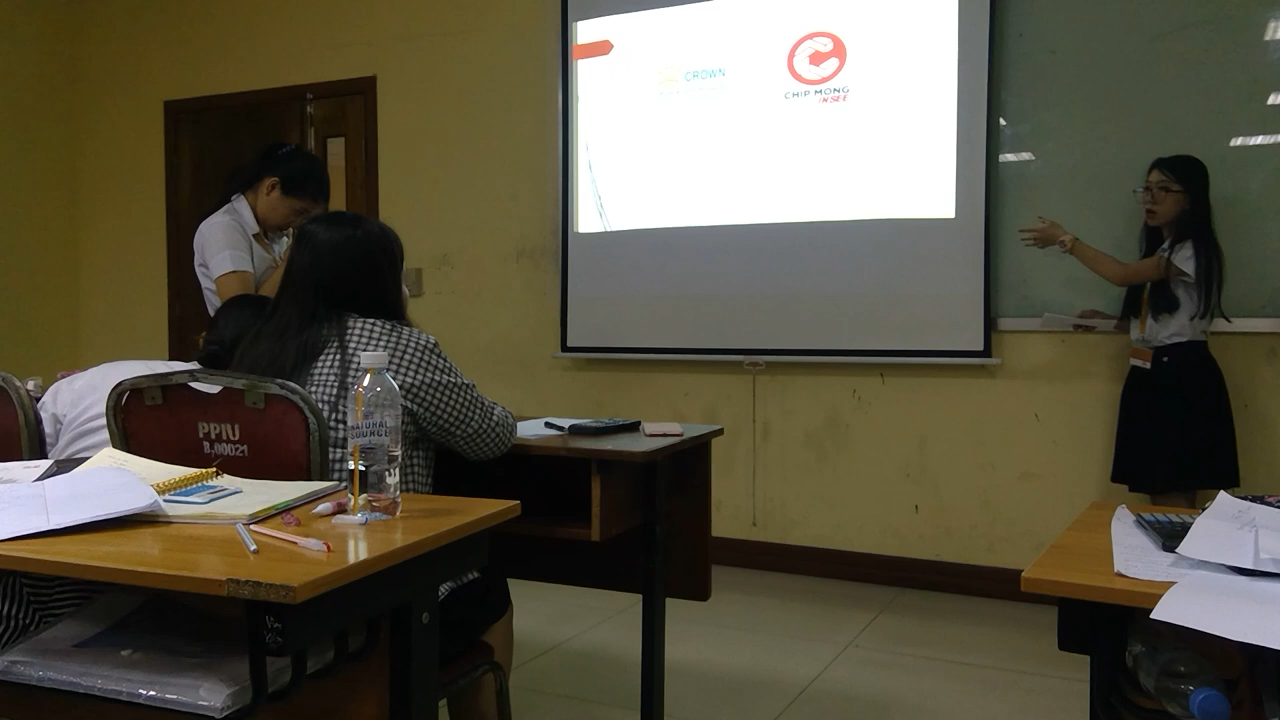 CROWN
CHIP MONG
INSEE
PPIU
B,00021
NATURAL
SOURCE